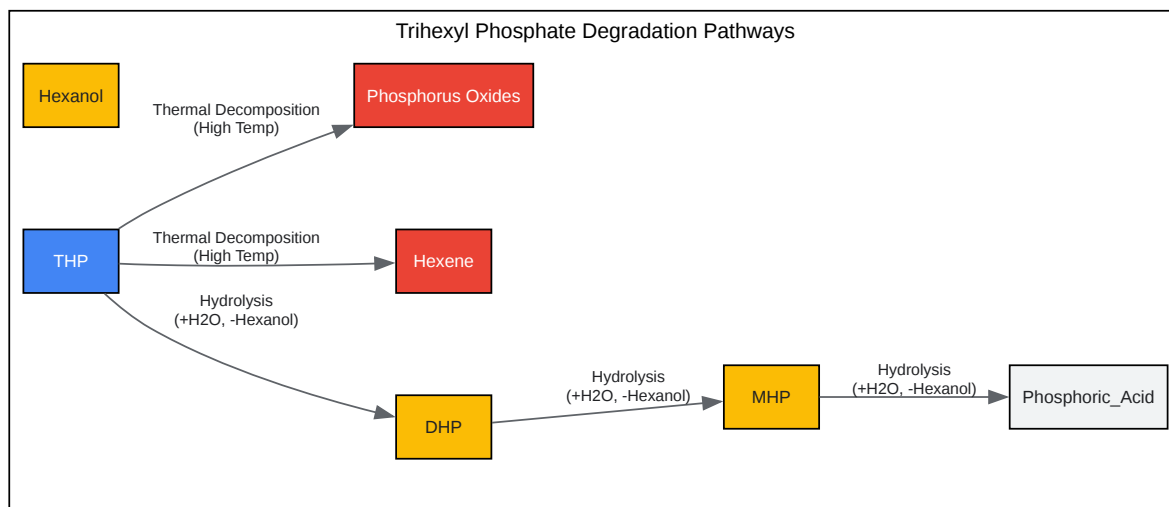 Trihexyl Phosphate Degradation Pathways
Hexanol
Thermal Decomposition
(High Temp)
Phosphorus Oxides
THP
Thermal Decomposition
(High Temp)
Hexene
Hydrolysis
(+H2O, -Hexanol)
DHP
Hydrolysis
(+H2O, -Hexanol)
MHP
Hydrolysis
(+H2O, -Hexanol)
Phosphoric_Acid